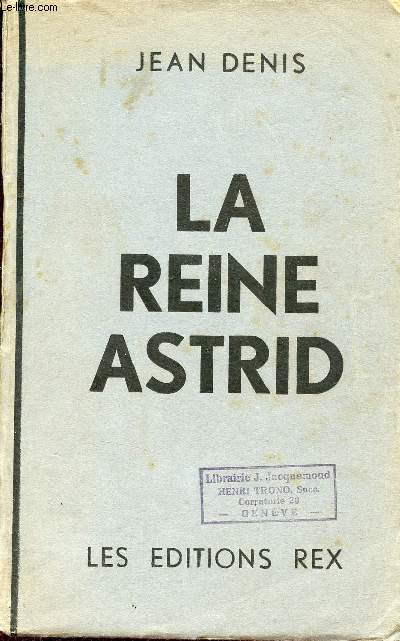 Le-livre.com
JEAN DENIS
LA
REINE
ASTRID
Librairie J. Jacquemoud
HENRI TRONO, Succ.
Corraterie 20
— GENÈVE —
LES EDITIONS REX